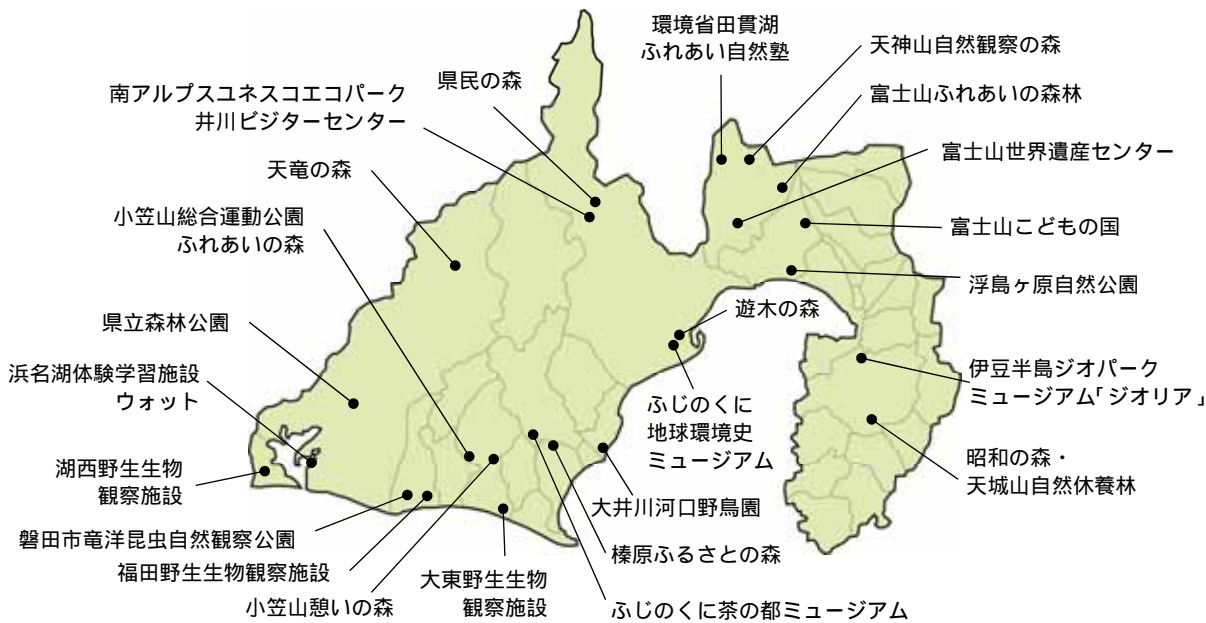 環境省田貫湖
ふれあい自然塾
天神山自然観察の森
県民の森
南アルプスユネスコエコパーク
井川ビジターセンター
富士山ふれあいの森林
富士山世界遺産センター
天竜の森
小笠山総合運動公園
ふれあいの森
富士山こどもの国
浮島ヶ原自然公園
遊木の森
県立森林公園
伊豆半島ジオパーク
ミュージアム「ジオリア」
浜名湖体験学習施設
ウォット
ふじのくに
地球環境史
ミュージアム
昭和の森・
天城山自然休養林
湖西野生生物
観察施設
大井川河口野鳥園
磐田市竜洋昆虫自然観察公園
榛原ふるさとの森
福田野生生物観察施設
大東野生生物
観察施設
小笠山憩いの森
ふじのくに茶の都ミュージアム